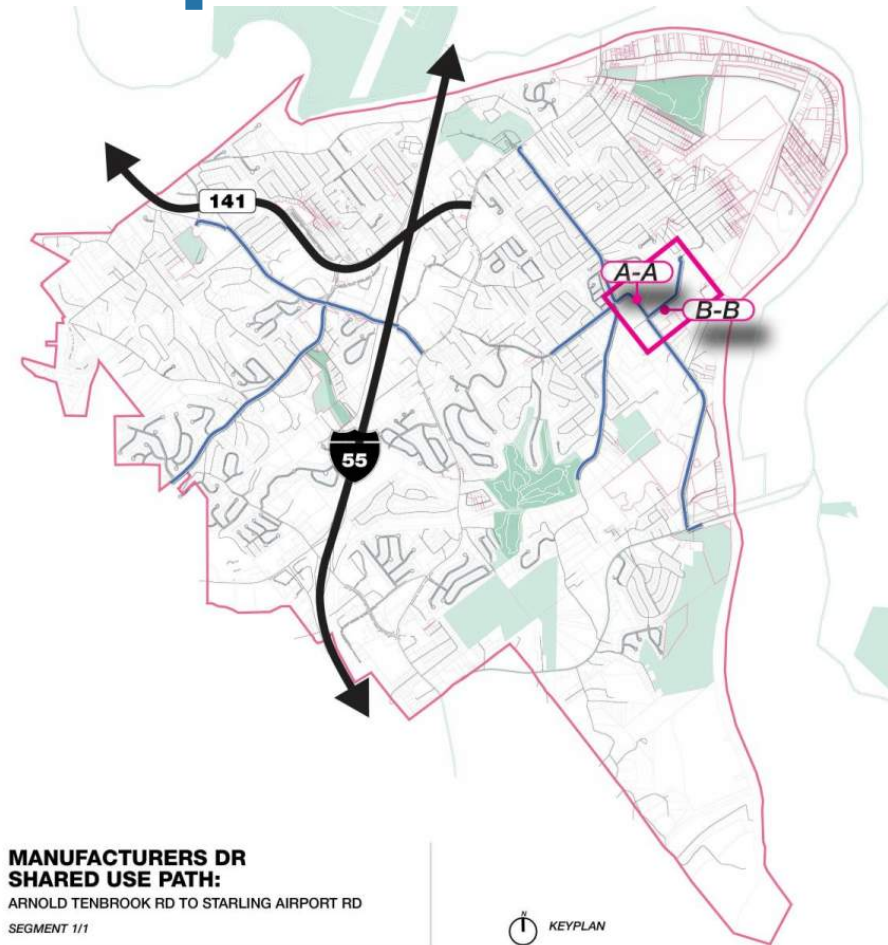 141
A-A
B-B
55
MANUFACTURERS DR
SHARED USE PATH:
ARNOLD TENBROOK RD TO STARLING AIRPORT RD
SEGMENT 1/1
N
KEYPLAN